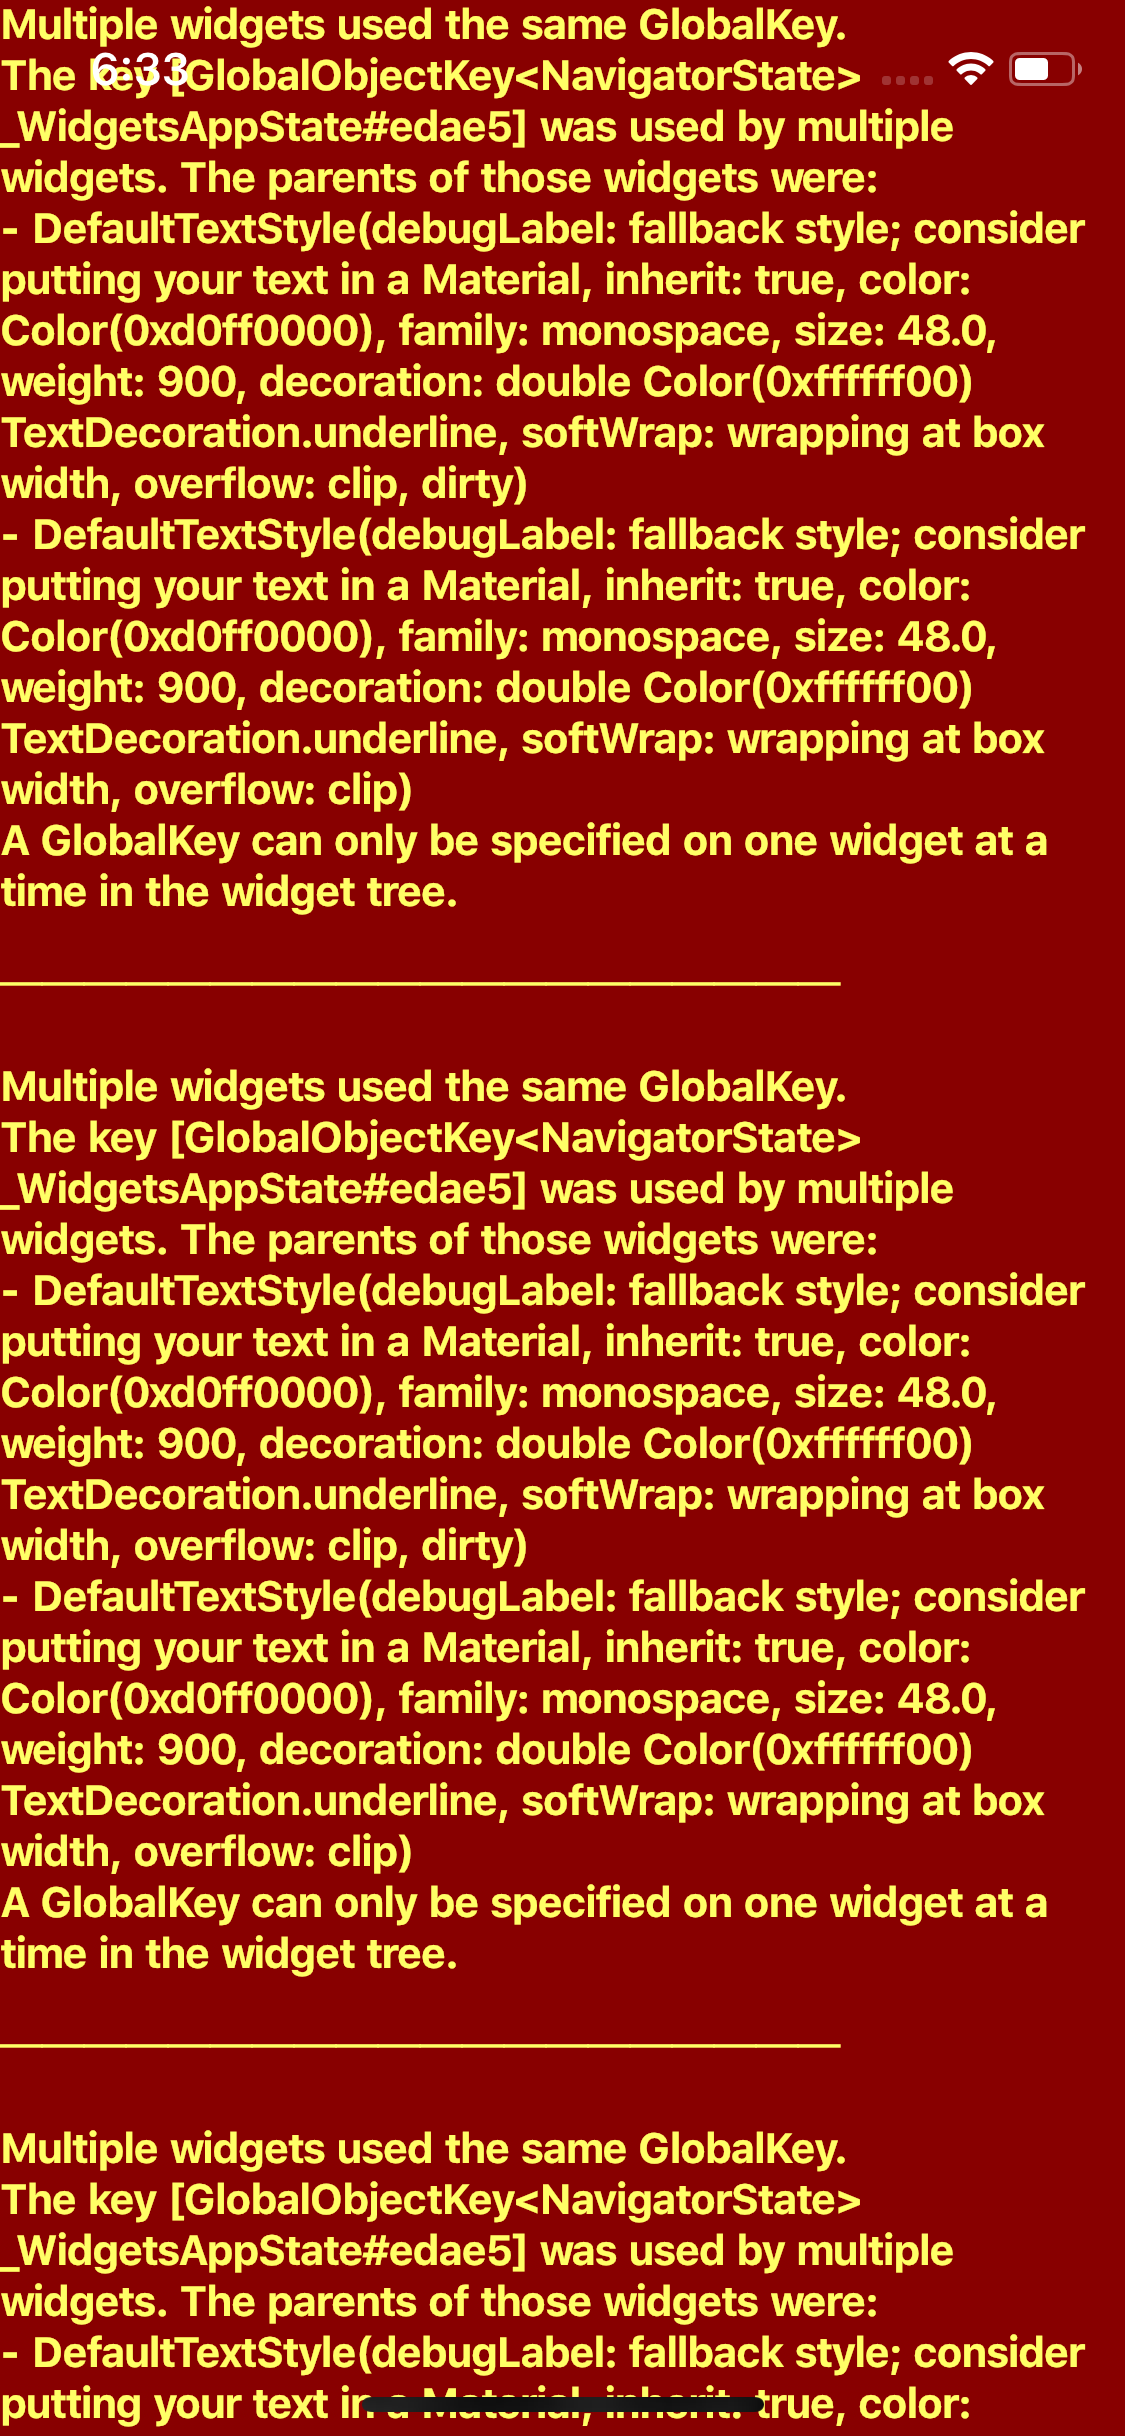 Multiple widgets used the same GlobalKey.
6:33
The key [GlobalObjectKey<NavigatorState>
_WidgetsAppState#edae5] was used by multiple
widgets. The parents of those widgets were:
- DefaultTextStyle(debugLabel: fallback style; consider
putting your text in a Material, inherit: true, color:
Color(0xd0ff0000), family: monospace, size: 48.0,
weight: 900, decoration: double Color(0xffffff00)
TextDecoration.underline, softWrap: wrapping at box
width, overflow: clip, dirty)
- DefaultTextStyle(debugLabel: fallback style; consider
putting your text in a Material, inherit: true, color:
Color(0xd0ff0000), family: monospace, size: 48.0,
weight: 900, decoration: double Color(0xffffff00)
TextDecoration.underline, softWrap: wrapping at box
width, overflow: clip)
A GlobalKey can only be specified on one widget at a
time in the widget tree.
Multiple widgets used the same GlobalKey.
The key [GlobalObjectKey<NavigatorState>
_WidgetsAppState#edae5] was used by multiple
widgets. The parents of those widgets were:
- DefaultTextStyle(debugLabel: fallback style; consider
putting your text in a Material, inherit: true, color:
Color(0xd0ff0000), family: monospace, size: 48.0,
weight: 900, decoration: double Color(0xffffff00)
TextDecoration.underline, softWrap: wrapping at box
width, overflow: clip, dirty)
- DefaultTextStyle(debugLabel: fallback style; consider
putting your text in a Material, inherit: true, color:
Color(0xd0ff0000), family: monospace, size: 48.0,
weight: 900, decoration: double Color(0xffffff00)
TextDecoration.underline, softWrap: wrapping at box
width, overflow: clip)
A GlobalKey can only be specified on one widget at a
time in the widget tree.
Multiple widgets used the same GlobalKey.
The key [GlobalObjectKey<NavigatorState>
_WidgetsAppState#edae5] was used by multiple
widgets. The parents of those widgets were:
- DefaultTextStyle(debugLabel: fallback style; consider
putting your text in a Material, inherit: true, color: